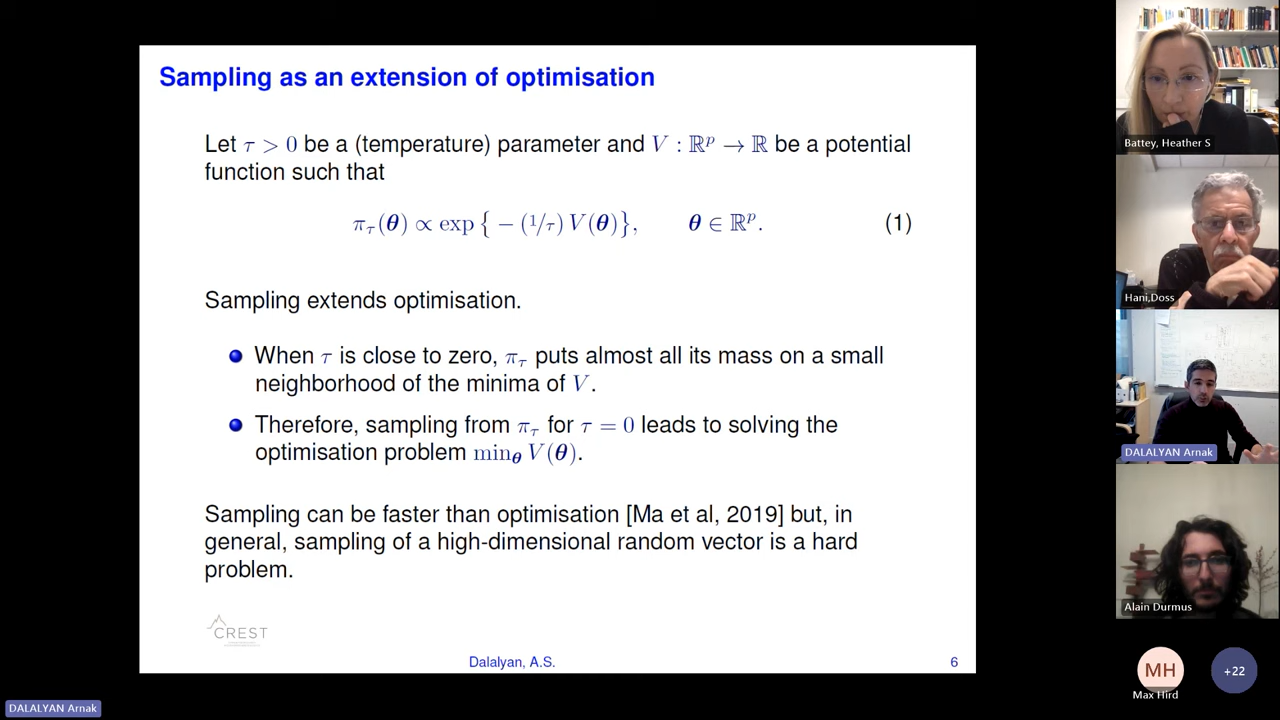 Sampling as an extension of optimisation
Let τ > 0 be a (temperature) parameter and V : ℝᵖ → ℝ be a potential
function such that
π_τ(θ) ∝ exp { − (1/τ) V(θ)}, θ ∈ ℝᵖ. (1)
Sampling extends optimisation.
When τ is close to zero, π_τ puts almost all its mass on a small
neighborhood of the minima of V.
Therefore, sampling from π_τ for τ = 0 leads to solving the
optimisation problem min_θ V(θ).
Sampling can be faster than optimisation [Ma et al, 2019] but, in
general, sampling of a high-dimensional random vector is a hard
problem.
CREST
Dalalyan, A.S.
6
Battey, Heather S
Hani,Doss
DALALYAN Arnak
Alain Durmus
MH
Max Hird
+22
DALALYAN Arnak